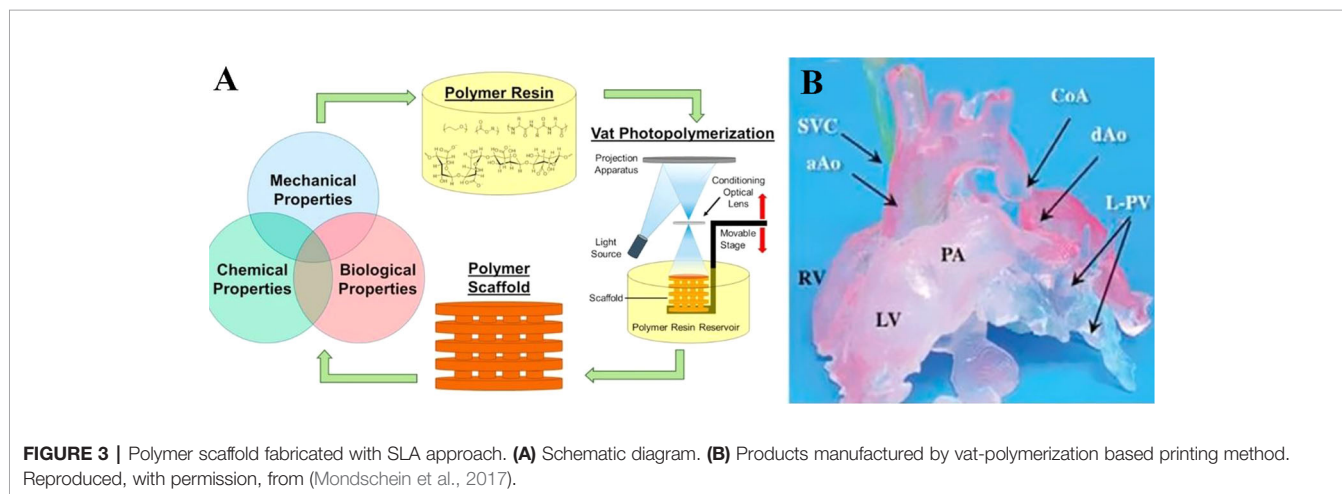 A
Polymer Resin
Mechanical
Properties
Chemical
Properties
Biological
Properties
Polymer
Scaffold
Vat Photopolymerization
Projection
Apparatus
Conditioning
Optical
Lens
Movable
Stage
Light
Source
Scaffold
Polymer Resin Reservoir
B
CoA
SVC
dAo
aAo
L-PV
PA
RV
LV
FIGURE 3 | Polymer scaffold fabricated with SLA approach. (A) Schematic diagram. (B) Products manufactured by vat-polymerization based printing method.
Reproduced, with permission, from (Mondschein et al., 2017).